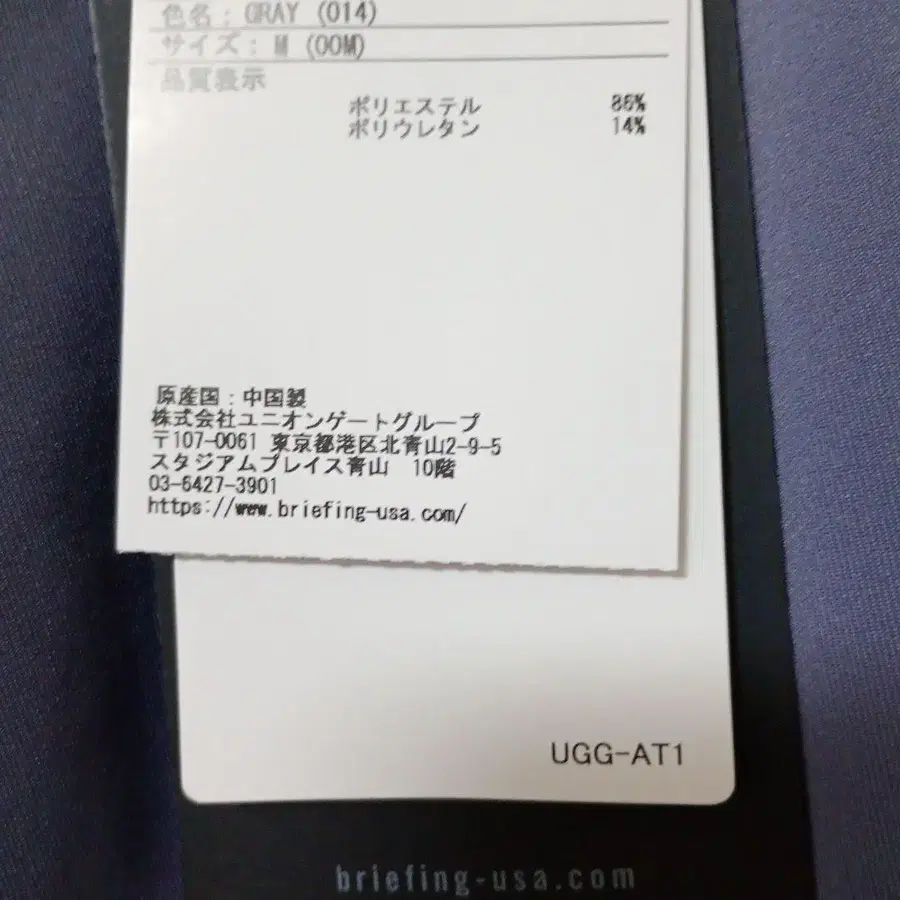 色名: GRAY (014)
サイズ: M (00M)
品質表示
ポリエステル 86%
ポリウレタン 14%
原産国:中国製
株式会社ユニオンゲートグループ
〒107-0061 東京都港区北青山2-9-5
スタジアムプレイス青山 10階
03-6427-3901
https://www.briefing-usa.com/
UGG-AT1
briefing-usa.com